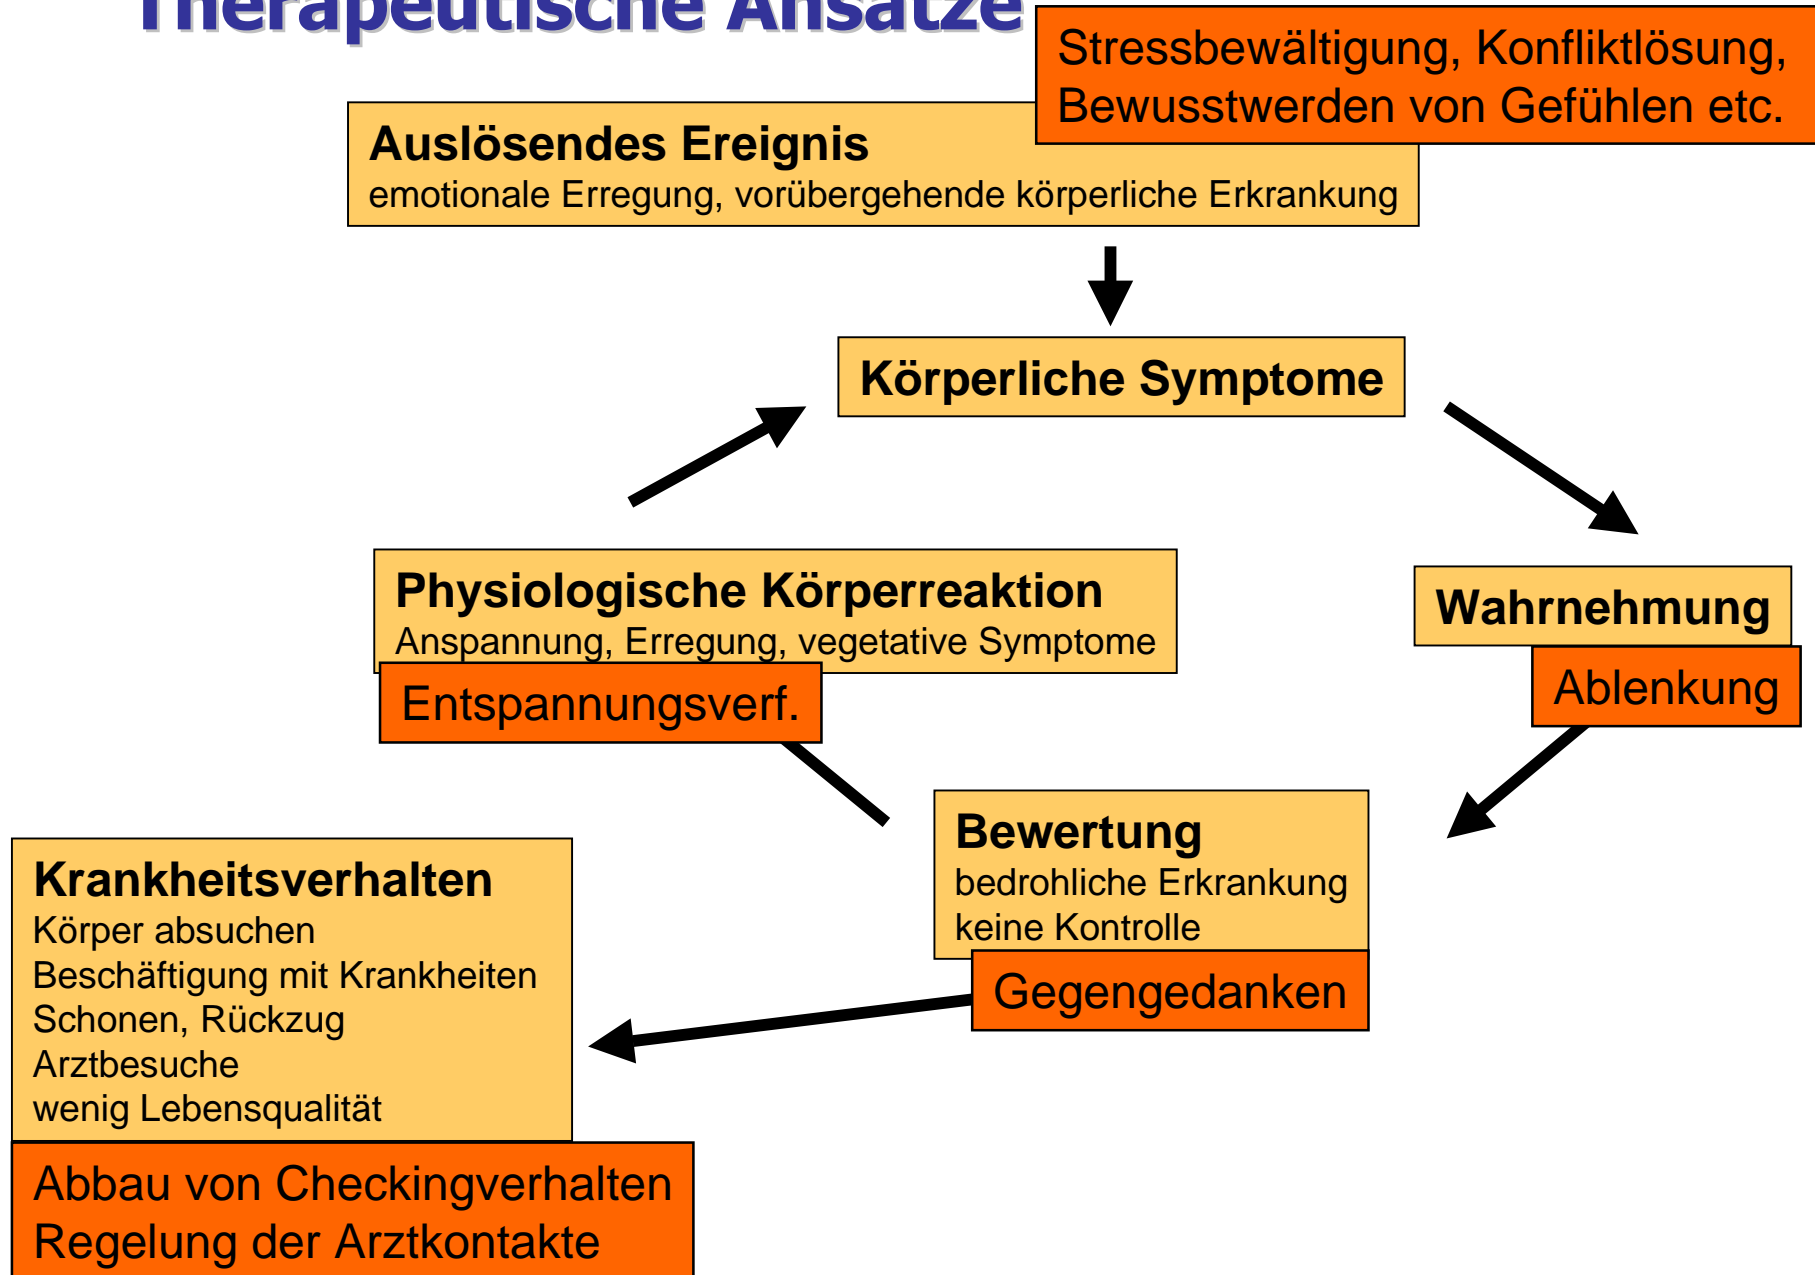 Therapeutische Ansätze
Stressbewältigung, Konfliktlösung,
Bewusstwerden von Gefühlen etc.
Auslösendes Ereignis
emotionale Erregung, vorübergehende körperliche Erkrankung
Körperliche Symptome
Physiologische Körperreaktion
Anspannung, Erregung, vegetative Symptome
Entspannungsverf.
Wahrnehmung
Ablenkung
Bewertung
bedrohliche Erkrankung
keine Kontrolle
Gegengedanken
Krankheitsverhalten
Körper absuchen
Beschäftigung mit Krankheiten
Schonen, Rückzug
Arztbesuche
wenig Lebensqualität
Abbau von Checkingverhalten
Regelung der Arztkontakte